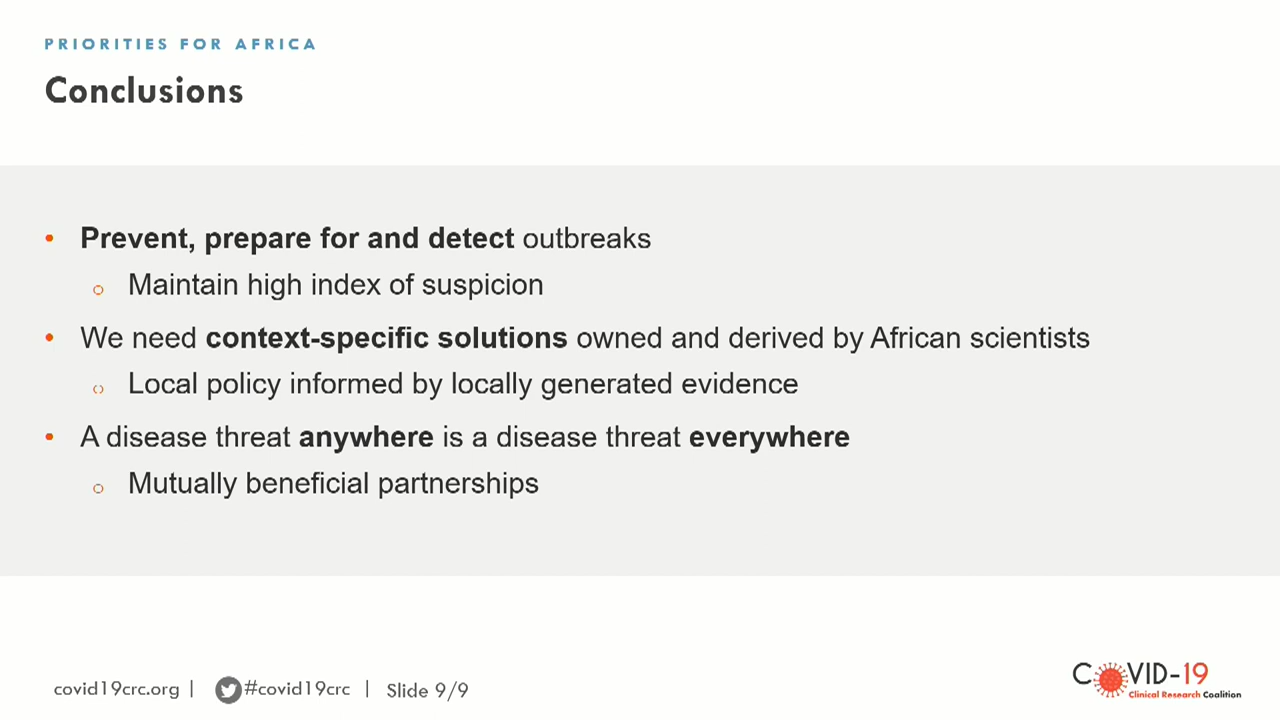 PRIORITIES FOR AFRICA
Conclusions
• Prevent, prepare for and detect outbreaks
o Maintain high index of suspicion
• We need context-specific solutions owned and derived by African scientists
o Local policy informed by locally generated evidence
• A disease threat anywhere is a disease threat everywhere
o Mutually beneficial partnerships
covid19crc.org | #covid19crc | Slide 9/9
COVID-19
Clinical Research Coalition